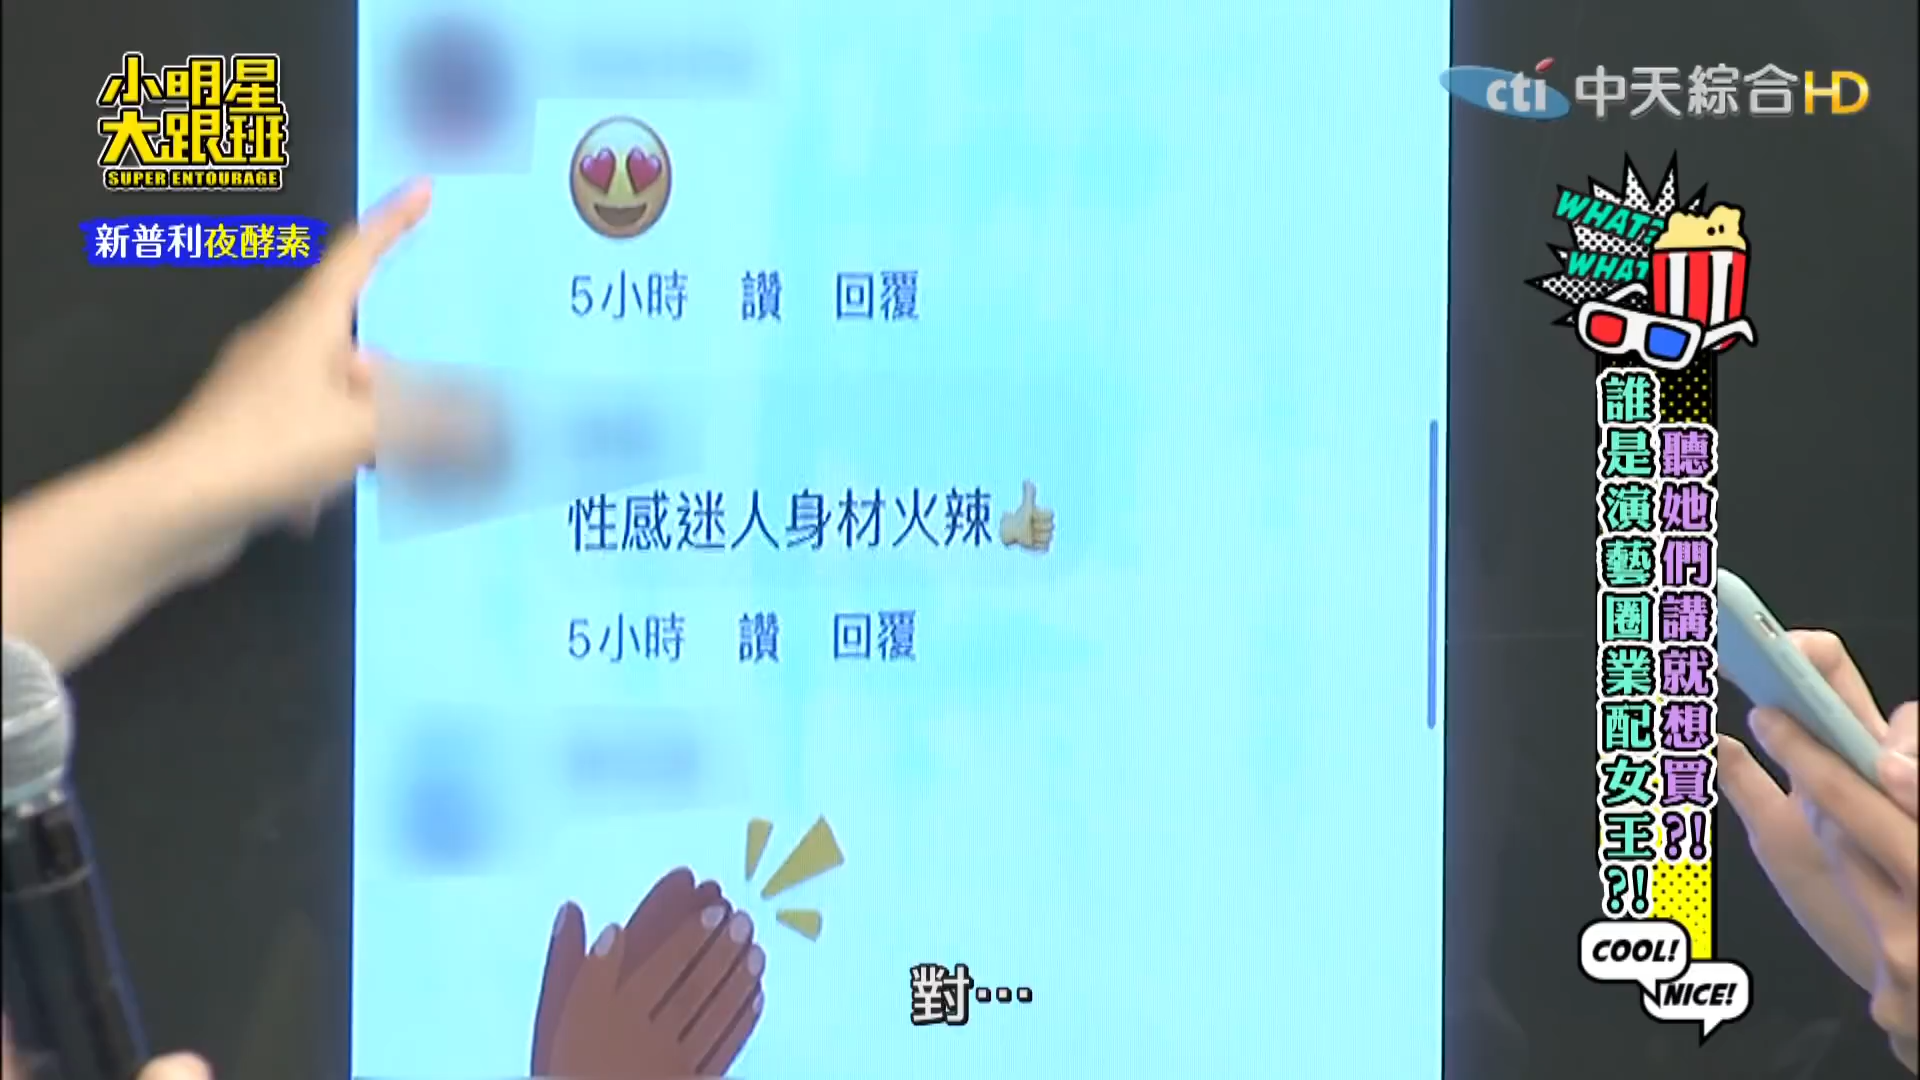 小明星
大跟班
SUPER ENTOURAGE
新普利夜酵素
cti 中天綜合HD
5小時 讚 回覆
性感迷人身材火辣👍
5小時 讚 回覆
WHAT?
WHAT
聽她們講就想買?!
誰是演藝圈業配女王?!
COOL!
NICE!
對…